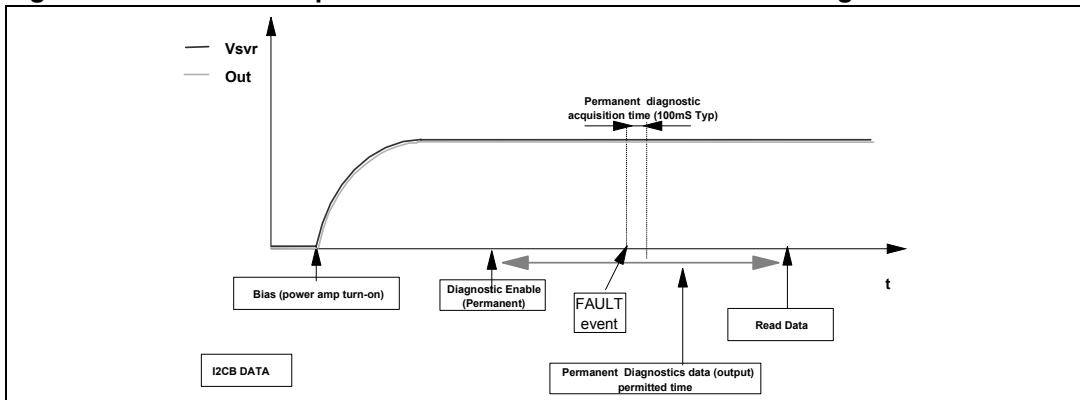 Vsvr
Out
Permanent diagnostic
acquisition time (100mS Typ)
t
Bias (power amp turn-on)
Diagnostic Enable
(Permanent)
FAULT
event
Read Data
I2CB DATA
Permanent Diagnostics data (output)
permitted time